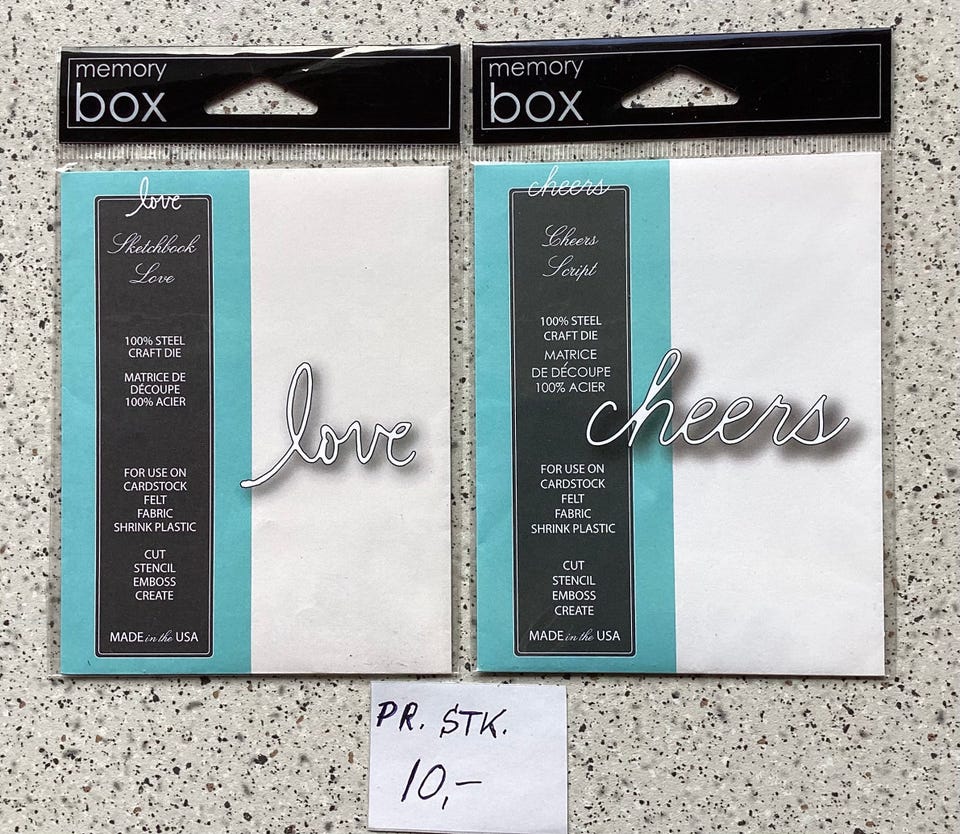 memory
box
love
Sketchbook
Love
100% STEEL
CRAFT DIE
MATRICE DE
DÉCOUPE
100% ACIER
FOR USE ON
CARDSTOCK
FELT
FABRIC
SHRINK PLASTIC
CUT
STENCIL
EMBOSS
CREATE
MADE in the USA
love
memory
box
cheers
Cheers
Script
100% STEEL
CRAFT DIE
MATRICE
DE DÉCOUPE
100% ACIER
FOR USE ON
CARDSTOCK
FELT
FABRIC
SHRINK PLASTIC
CUT
STENCIL
EMBOSS
CREATE
MADE in the USA
cheers
PR. STK.
10,-